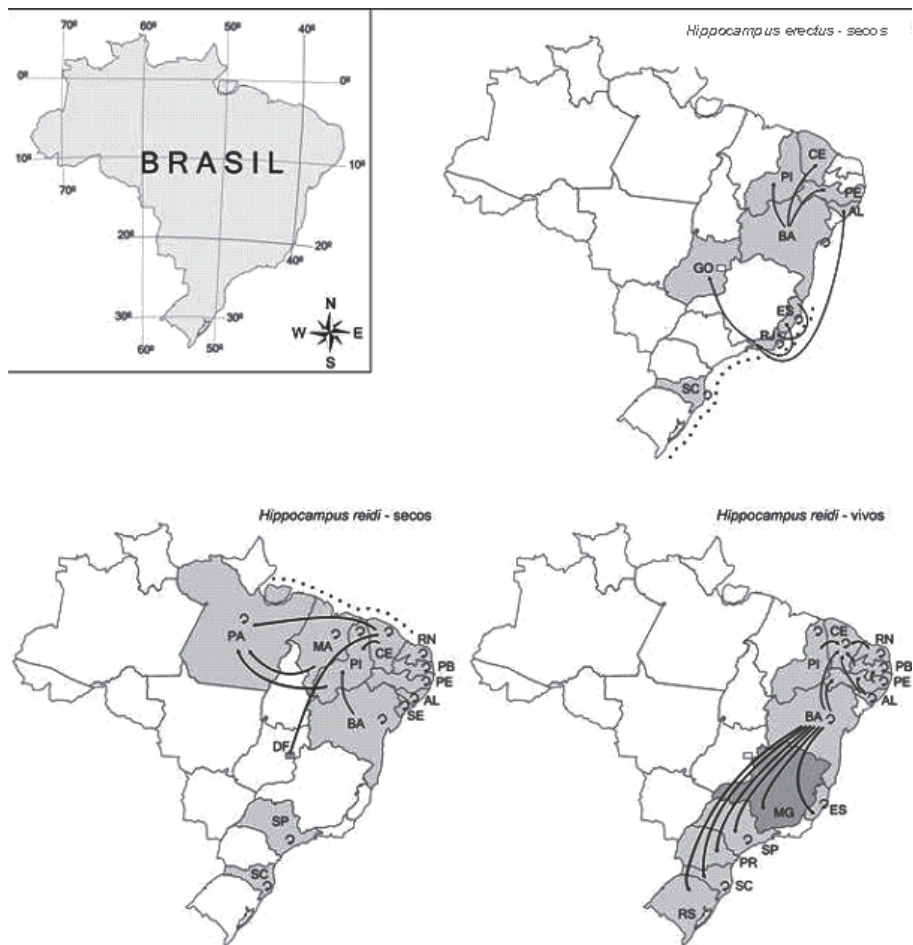 70º
60º
50º
0º
0º
10º
BRASIL
10º
70º
20º
20º
40º
30º
30º
N
W E
S
60º
50º
Hippocampus erectus - secos
CE
PI
PE
AL
BA
GO
ES
RJ
SC
Hippocampus reidi - secos
PA
MA
CE
RN
PI
PB
PE
AL
SE
BA
DF
SP
SC
Hippocampus reidi - vivos
CE
RN
PI
PB
PE
AL
BA
MG
ES
SP
PR
SC
RS